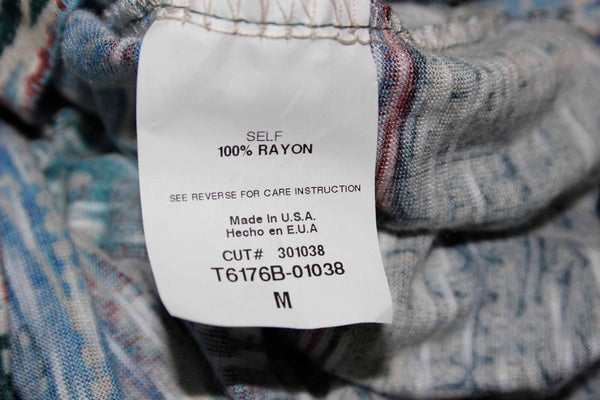 SELF
100% RAYON
SEE REVERSE FOR CARE INSTRUCTION
Made In U.S.A.
Hecho en E.U.A
CUT# 301038
T6176B-01038
M